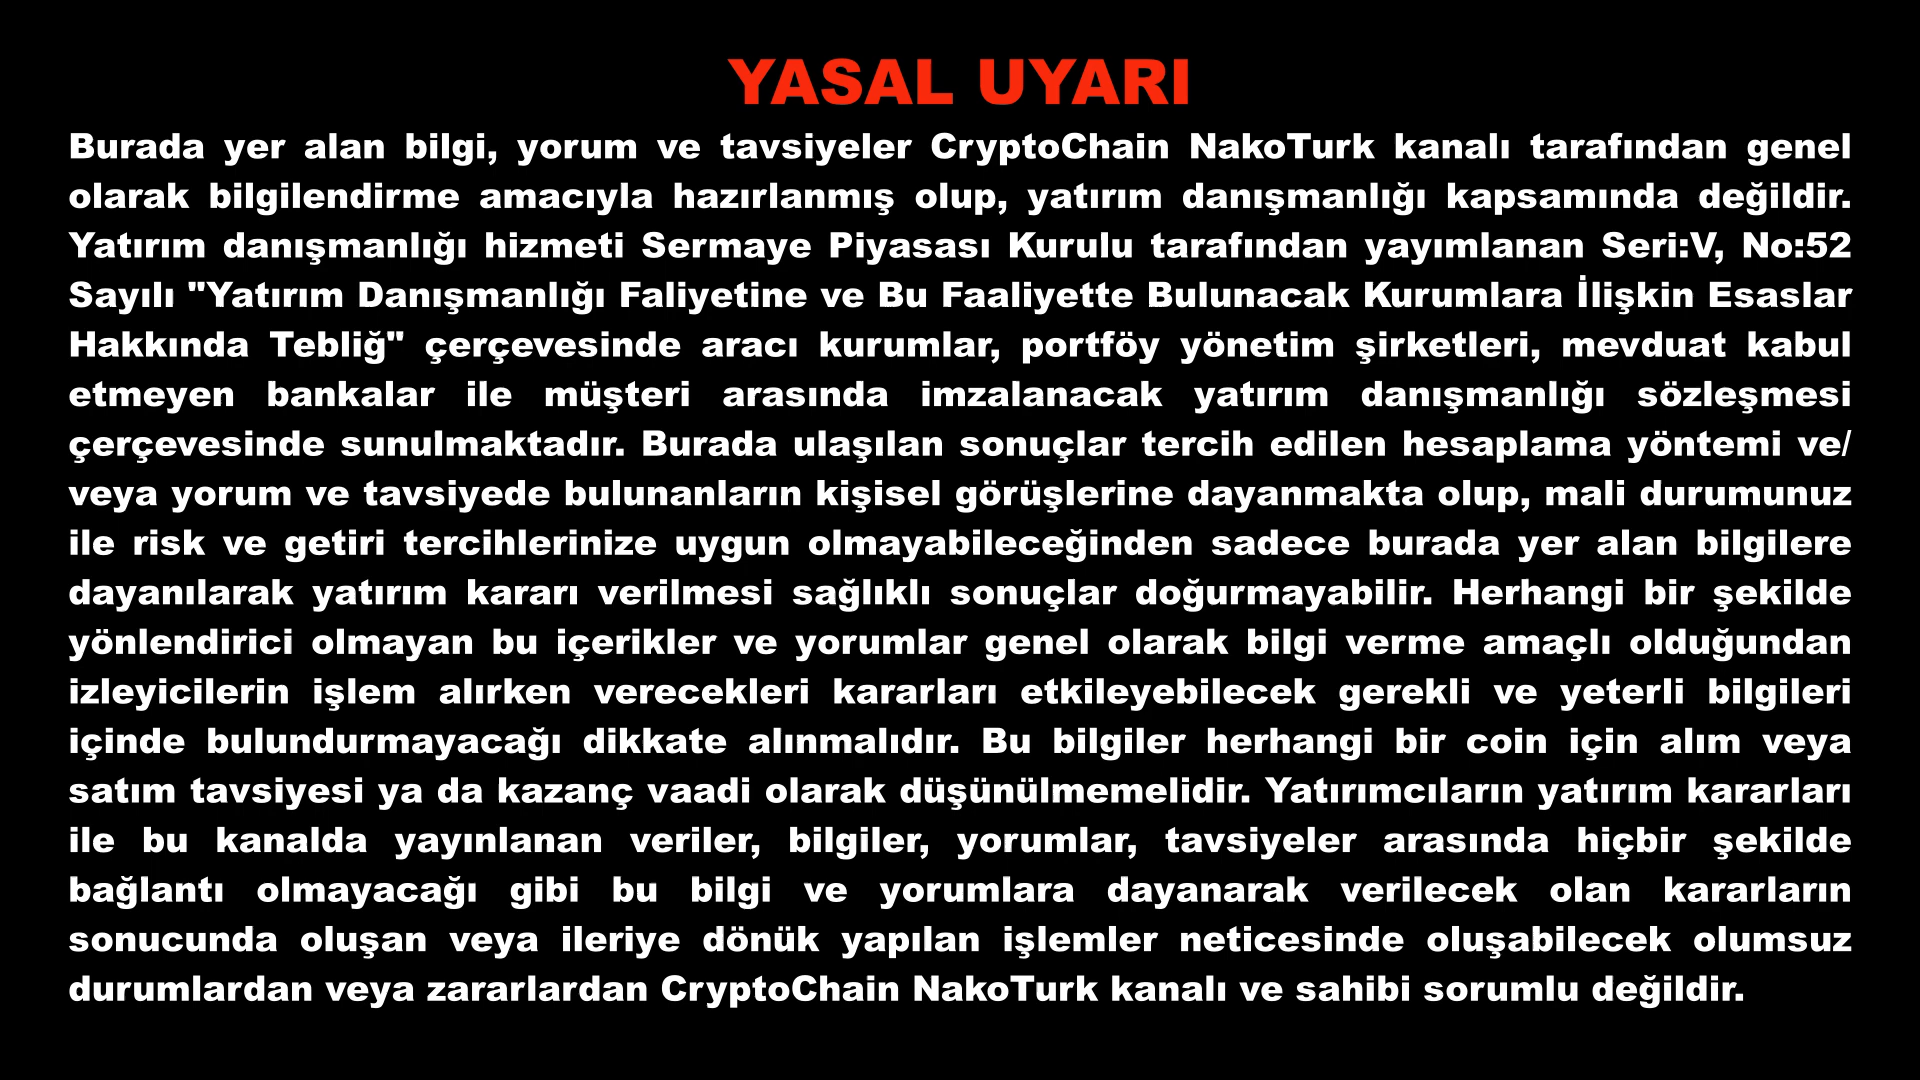 YASAL UYARI
Burada yer alan bilgi, yorum ve tavsiyeler CryptoChain NakoTurk kanalı tarafından genel
olarak bilgilendirme amacıyla hazırlanmış olup, yatırım danışmanlığı kapsamında değildir.
Yatırım danışmanlığı hizmeti Sermaye Piyasası Kurulu tarafından yayımlanan Seri:V, No:52
Sayılı "Yatırım Danışmanlığı Faliyetine ve Bu Faaliyette Bulunacak Kurumlara İlişkin Esaslar
Hakkında Tebliğ" çerçevesinde aracı kurumlar, portföy yönetim şirketleri, mevduat kabul
etmeyen bankalar ile müşteri arasında imzalanacak yatırım danışmanlığı sözleşmesi
çerçevesinde sunulmaktadır. Burada ulaşılan sonuçlar tercih edilen hesaplama yöntemi ve/
veya yorum ve tavsiyede bulunanların kişisel görüşlerine dayanmakta olup, mali durumunuz
ile risk ve getiri tercihlerinize uygun olmayabileceğinden sadece burada yer alan bilgilere
dayanılarak yatırım kararı verilmesi sağlıklı sonuçlar doğurmayabilir. Herhangi bir şekilde
yönlendirici olmayan bu içerikler ve yorumlar genel olarak bilgi verme amaçlı olduğundan
izleyicilerin işlem alırken verecekleri kararları etkileyebilecek gerekli ve yeterli bilgileri
içinde bulundurmayacağı dikkate alınmalıdır. Bu bilgiler herhangi bir coin için alım veya
satım tavsiyesi ya da kazanç vaadi olarak düşünülmemelidir. Yatırımcıların yatırım kararları
ile bu kanalda yayınlanan veriler, bilgiler, yorumlar, tavsiyeler arasında hiçbir şekilde
bağlantı olmayacağı gibi bu bilgi ve yorumlara dayanarak verilecek olan kararların
sonucunda oluşan veya ileriye dönük yapılan işlemler neticesinde oluşabilecek olumsuz
durumlardan veya zararlardan CryptoChain NakoTurk kanalı ve sahibi sorumlu değildir.